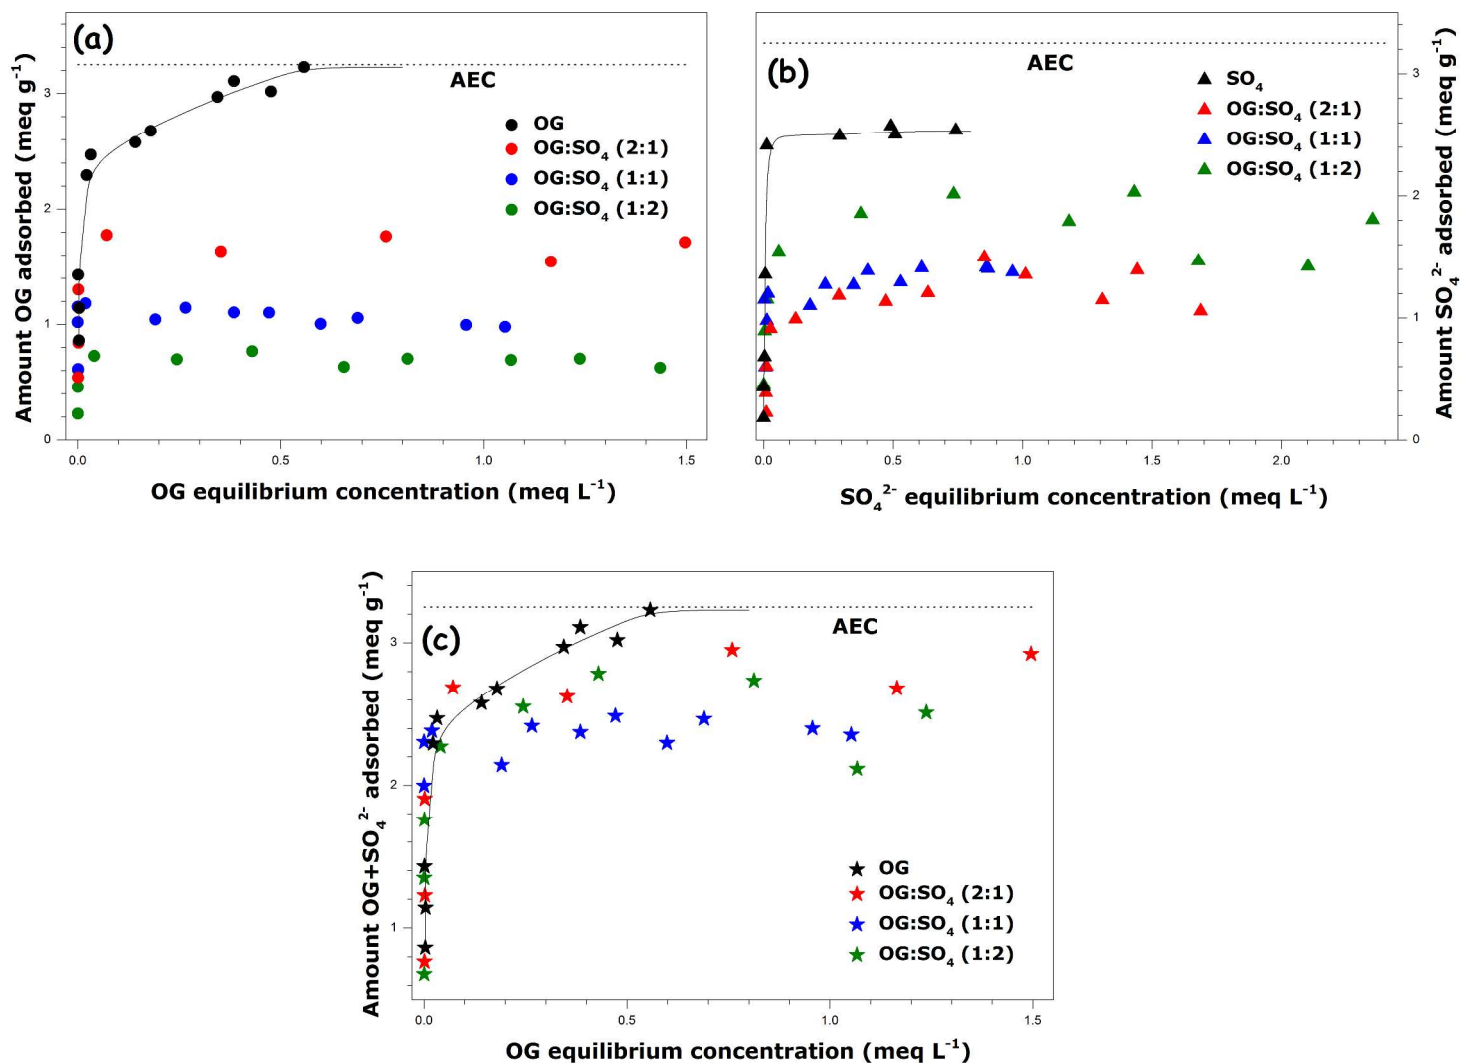 (a)
AEC
OG
OG:SO₄ (2:1)
OG:SO₄ (1:1)
OG:SO₄ (1:2)
Amount OG adsorbed (meq g⁻¹)
3
2
1
0
0.0 0.5 1.0 1.5
OG equilibrium concentration (meq L⁻¹)
(b)
AEC
SO₄
OG:SO₄ (2:1)
OG:SO₄ (1:1)
OG:SO₄ (1:2)
Amount SO₄²⁻ adsorbed (meq g⁻¹)
3
2
1
0
0.0 0.5 1.0 1.5 2.0
SO₄²⁻ equilibrium concentration (meq L⁻¹)
(c)
AEC
OG
OG:SO₄ (2:1)
OG:SO₄ (1:1)
OG:SO₄ (1:2)
Amount OG+SO₄²⁻ adsorbed (meq g⁻¹)
3
2
1
0.0 0.5 1.0 1.5
OG equilibrium concentration (meq L⁻¹)